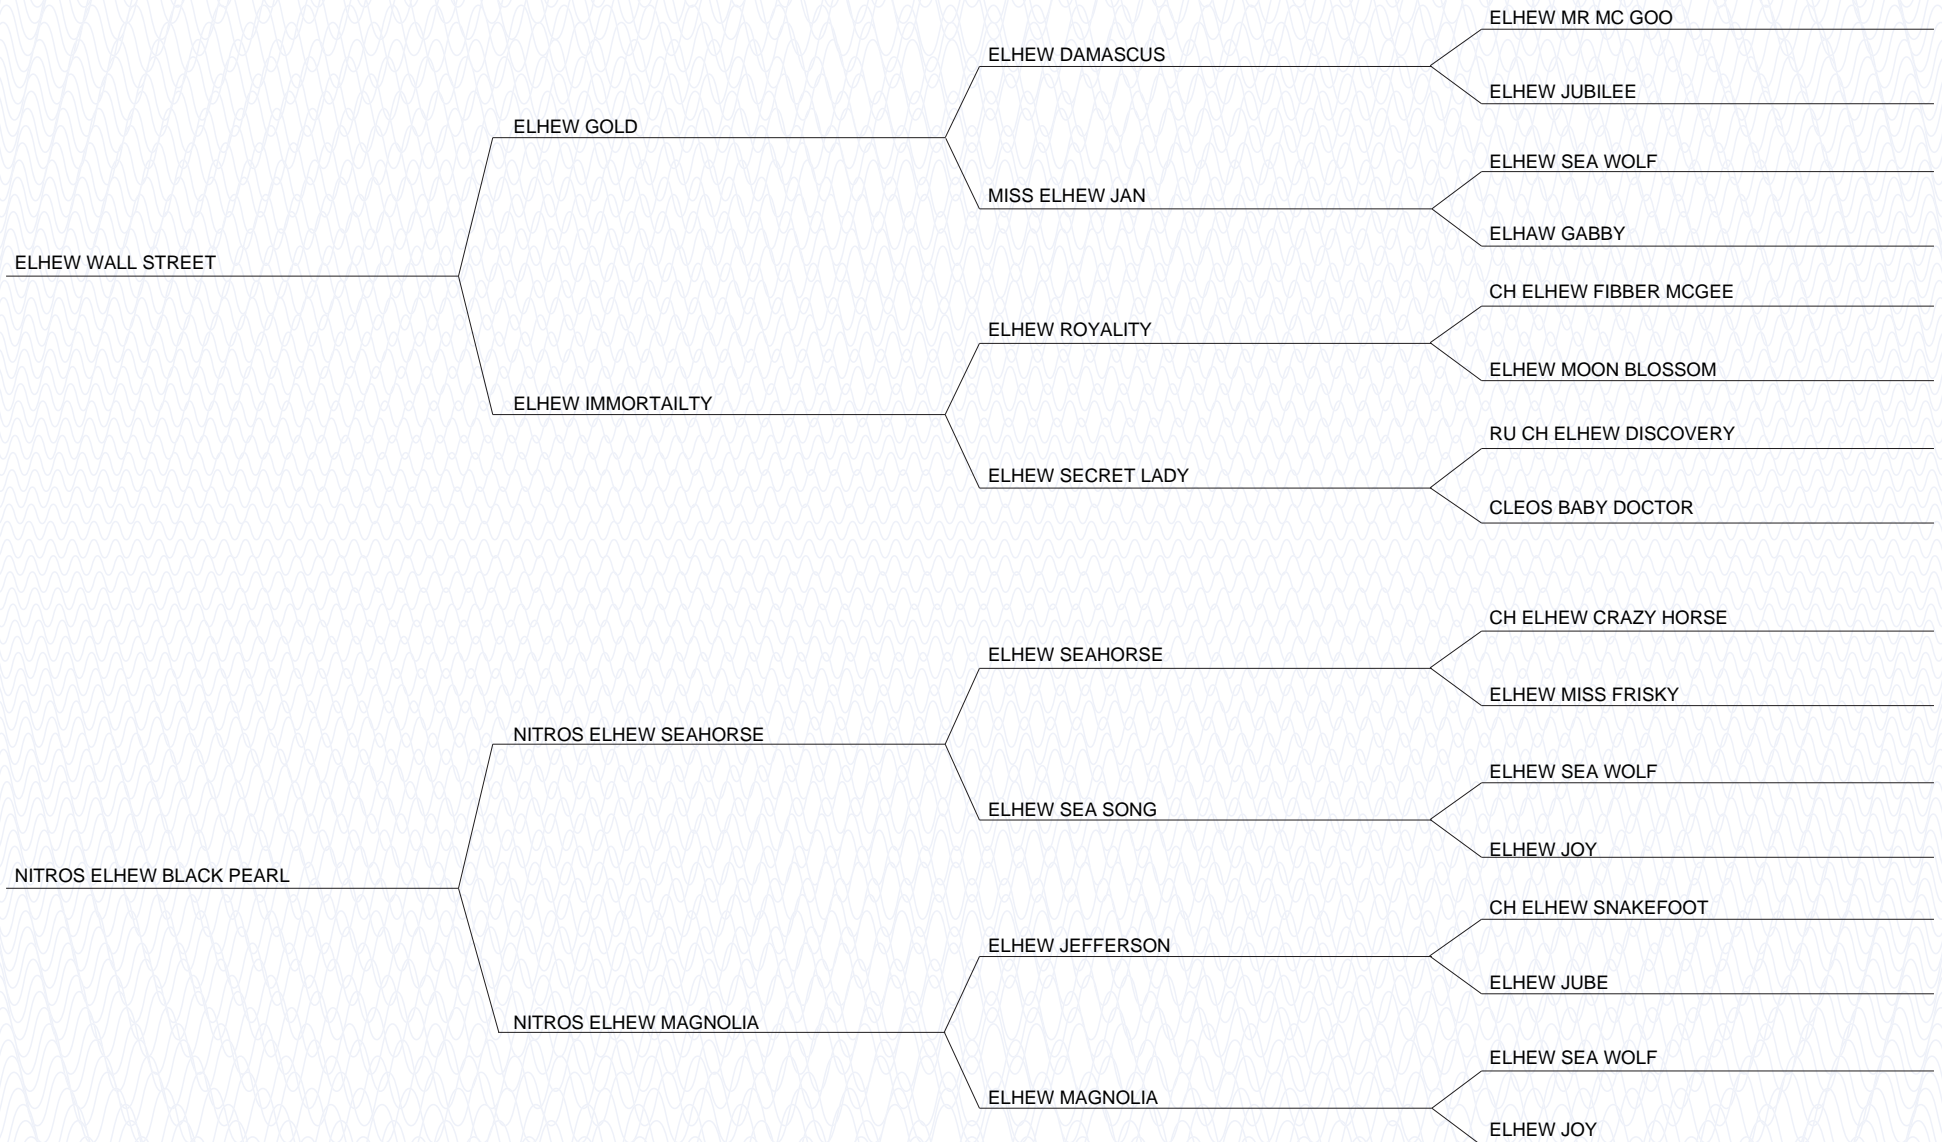 ELHEW WALL STREET
ELHEW GOLD
ELHEW DAMASCUS
ELHEW MR MC GOO
ELHEW JUBILEE
MISS ELHEW JAN
ELHEW SEA WOLF
ELHAW GABBY
ELHEW IMMORTAILTY
ELHEW ROYALITY
CH ELHEW FIBBER MCGEE
ELHEW MOON BLOSSOM
ELHEW SECRET LADY
RU CH ELHEW DISCOVERY
CLEOS BABY DOCTOR
NITROS ELHEW BLACK PEARL
NITROS ELHEW SEAHORSE
ELHEW SEAHORSE
CH ELHEW CRAZY HORSE
ELHEW MISS FRISKY
ELHEW SEA SONG
ELHEW SEA WOLF
ELHEW JOY
NITROS ELHEW MAGNOLIA
ELHEW JEFFERSON
CH ELHEW SNAKEFOOT
ELHEW JUBE
ELHEW MAGNOLIA
ELHEW SEA WOLF
ELHEW JOY